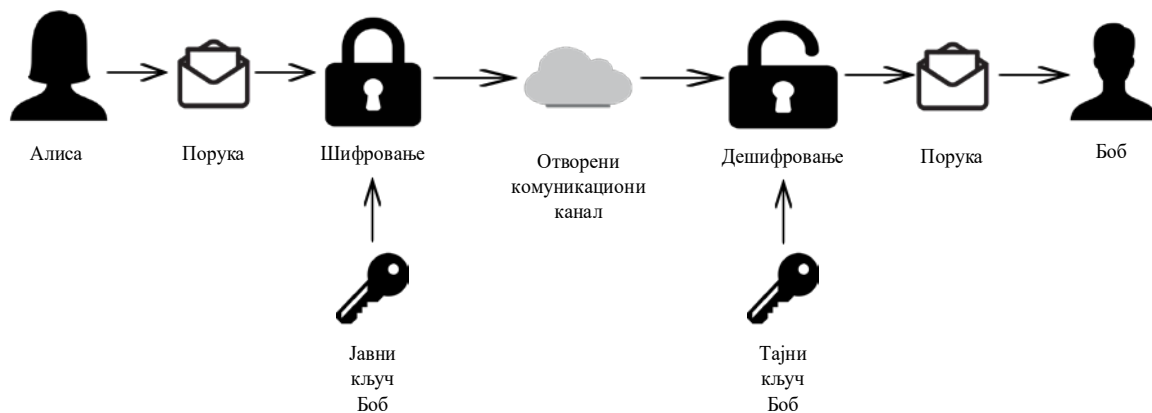 Алиса
Порука
Шифровање
Отворени
комуникациони
канал
Дешифровање
Порука
Боб
Јавни
кључ
Боб
Тајни
кључ
Боб